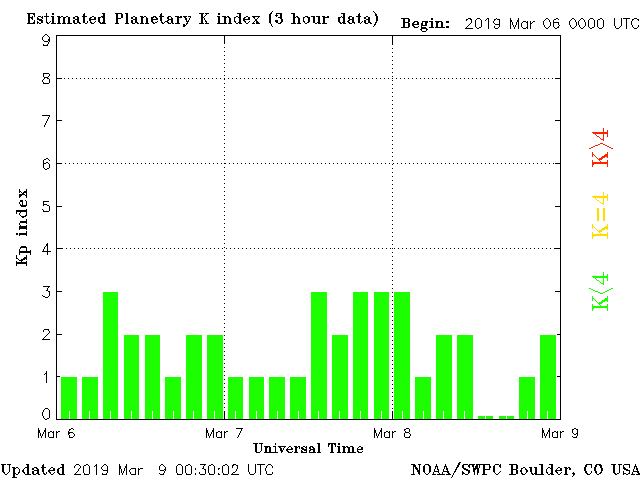 Estimated Planetary K index (3 hour data)
Begin: 2019 Mar 06 0000 UTC
9
8
7
6
5
4
3
2
1
0
Kp index
K>4
K=4
K<4
Mar 6
Mar 7
Mar 8
Mar 9
Universal Time
Updated 2019 Mar 9 00:30:02 UTC
NOAA/SWPC Boulder, CO USA